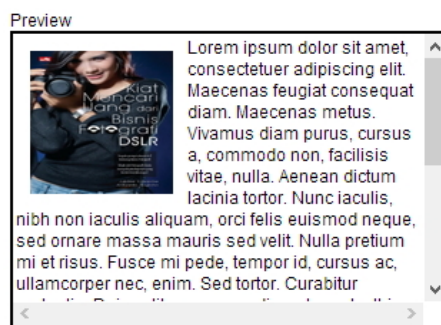 Preview
Kiat
Mencari
Uang dari
Bisnis
Fotografi
DSLR
Lorem ipsum dolor sit amet,
consectetuer adipiscing elit.
Maecenas feugiat consequat
diam. Maecenas metus.
Vivamus diam purus, cursus
a, commodo non, facilisis
vitae, nulla. Aenean dictum
lacinia tortor. Nunc iaculis,
nibh non iaculis aliquam, orci felis euismod neque,
sed ornare massa mauris sed velit. Nulla pretium
mi et risus. Fusce mi pede, tempor id, cursus ac,
ullamcorper nec, enim. Sed tortor. Curabitur